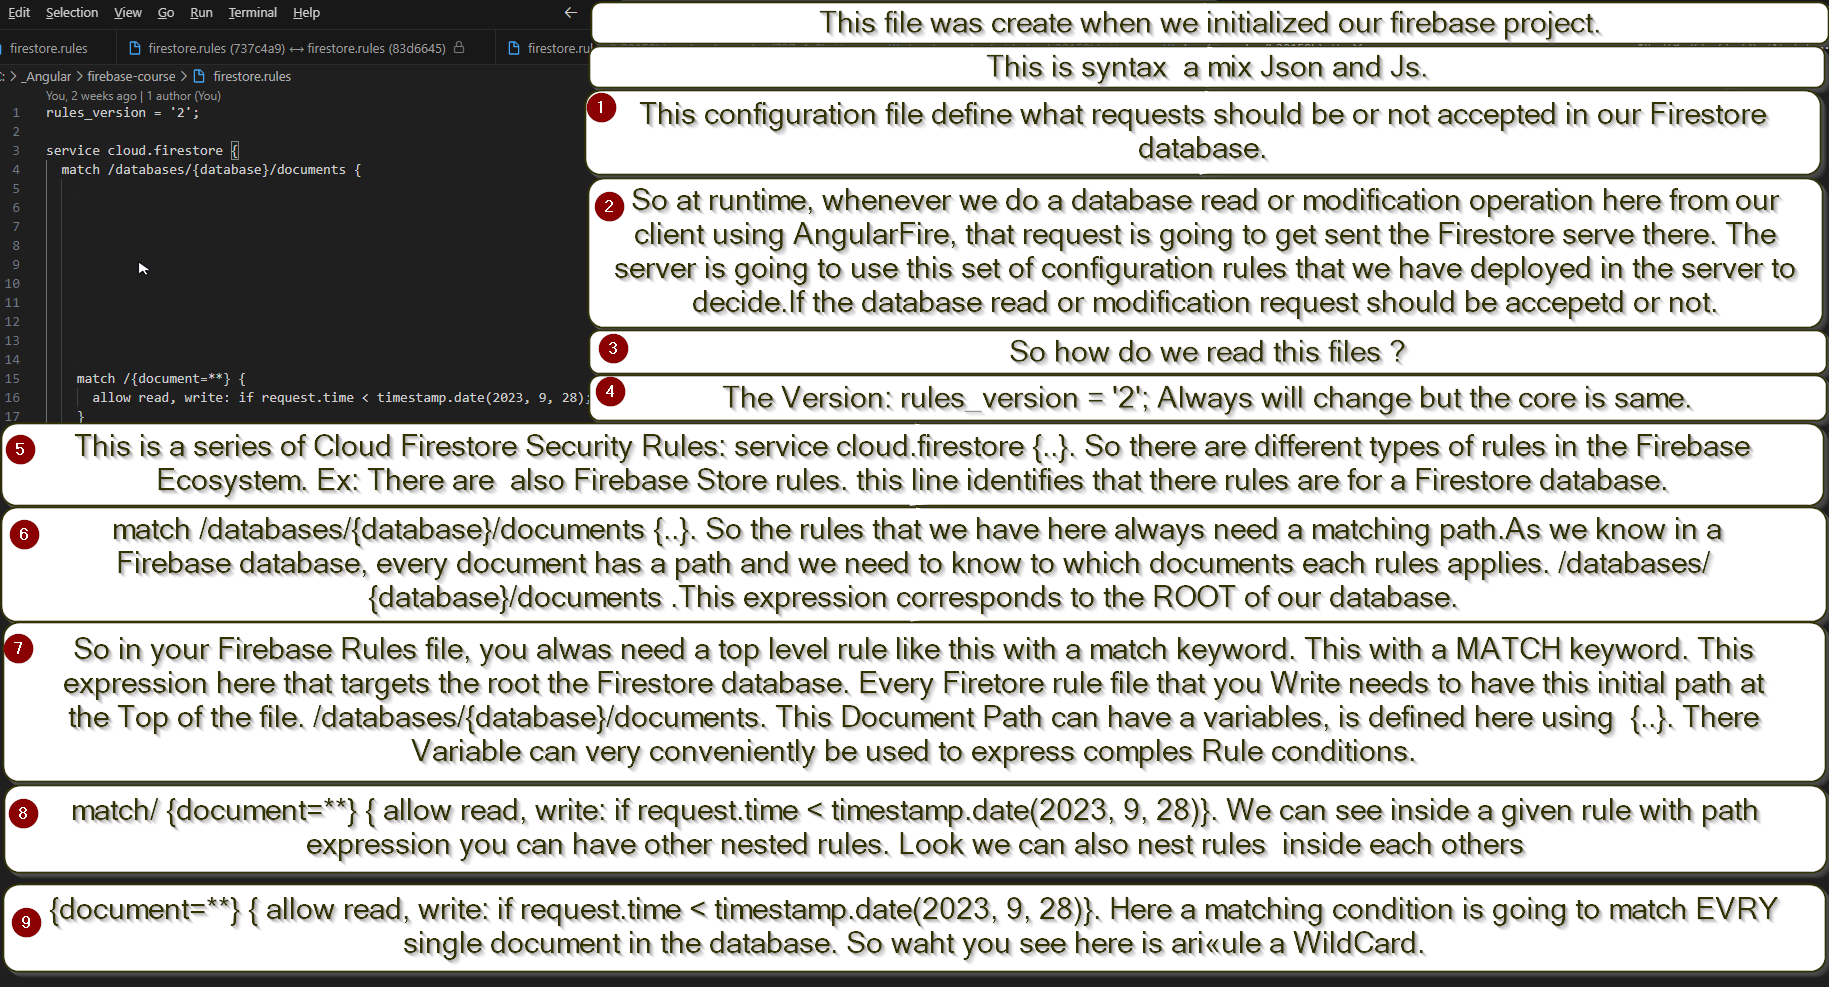 Edit Selection View Go Run Terminal Help
firestore.rules firestore.rules (737c4a9) ↔ firestore.rules (83d6645) firestore.rul
_Angular > firebase-course > firestore.rules
You, 2 weeks ago | 1 author (You)
1 rules_version = '2';
2
3 service cloud.firestore {
4 match /databases/{database}/documents {
5
6
7
8
9
10
11
12
13
14
15 match /{document=**} {
16 allow read, write: if request.time < timestamp.date(2023, 9, 28);
17 }
This file was create when we initialized our firebase project.
This is syntax a mix Json and Js.
1 This configuration file define what requests should be or not accepted in our Firestore
database.
2 So at runtime, whenever we do a database read or modification operation here from our
client using AngularFire, that request is going to get sent the Firestore serve there. The
server is going to use this set of configuration rules that we have deployed in the server to
decide.If the database read or modification request should be accepetd or not.
3 So how do we read this files ?
4 The Version: rules_version = '2'; Always will change but the core is same.
5 This is a series of Cloud Firestore Security Rules: service cloud.firestore {..}. So there are different types of rules in the Firebase
Ecosystem. Ex: There are also Firebase Store rules. this line identifies that there rules are for a Firestore database.
6 match /databases/{database}/documents {..}. So the rules that we have here always need a matching path.As we know in a
Firebase database, every document has a path and we need to know to which documents each rules applies. /databases/
{database}/documents .This expression corresponds to the ROOT of our database.
7 So in your Firebase Rules file, you alwas need a top level rule like this with a match keyword. This with a MATCH keyword. This
expression here that targets the root the Firestore database. Every Firetore rule file that you Write needs to have this initial path at
the Top of the file. /databases/{database}/documents. This Document Path can have a variables, is defined here using {..}. There
Variable can very conveniently be used to express comples Rule conditions.
8 match/ {document=**} { allow read, write: if request.time < timestamp.date(2023, 9, 28)}. We can see inside a given rule with path
expression you can have other nested rules. Look we can also nest rules inside each others
9 {document=**} { allow read, write: if request.time < timestamp.date(2023, 9, 28)}. Here a matching condition is going to match EVRY
single document in the database. So waht you see here is ari«ule a WildCard.